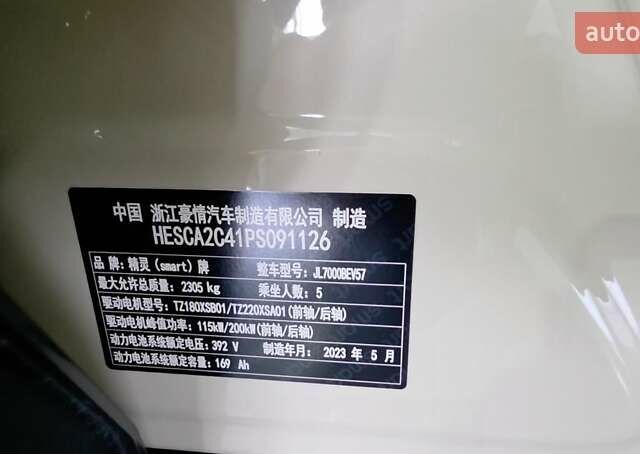 auto
中国 浙江豪情汽车制造有限公司 制造
HESCA2C41PS091126
品牌：精灵（smart）牌 整车型号：JL7000BEV57
最大允许总质量：2305 kg 乘坐人数：5
驱动电机型号：TZ180XSB01/TZ220XSA01(前轴/后轴)
驱动电机峰值功率：115kW/200kW(前轴/后轴)
动力电池系统额定电压：392 V 制造年月：2023 年 5 月
动力电池系统额定容量：169 Ah